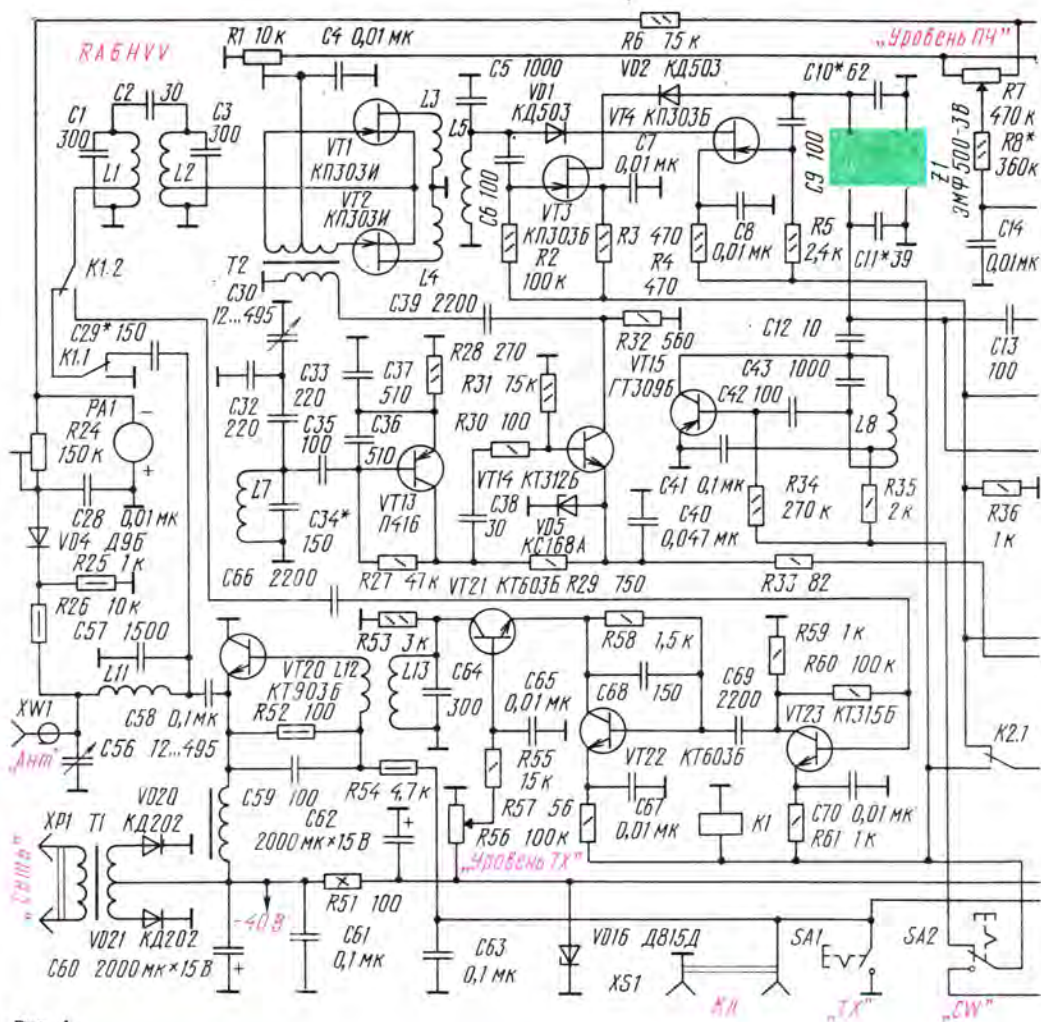 RA6HVV
R1 10 к
C4 0,01 мк
R6 75 к
„Уровень ПЧ"
C2 30
C1 300
C3 300
L1
L2
VT1 КП303И
VT2 КП303И
L3
L4
L5
C5 1000
VD1 КД503
VD2 КД503
VT4 КП303Б
C10* 62
R7 470 к
R8* 360 к
C7 0,01 мк
C6 100
VT3 КП303Б
R2 100 к
R3 470
R4 470
C8 0,01 мк
R5 2,4 к
C9 100
Z1 ЭМФ 500-3В
C11* 39
C14 0,01 мк
K1.2
K1.1
C29* 150
T2
C30 12...495
C39 2200
R32 560
C12 10
C13 100
C33 220
C32 220
C35 100
C37 510
C36 510
R28 270
R31 75 к
R30 100
VT15 ГТ309Б
C43 1000
C42 100
L8
PA1
–
+
R24 150 к
C28 0,01 мк
VD4 Д9Б
R25 1 к
R26 10 к
L7
C34* 150
VT13 П416
VT14 КТ312Б
C38 30
VD5 КС168А
C41 0,1 мк
C40 0,047 мк
R34 270 к
R35 2 к
R36 1 к
C66 2200
R27 47 к
VT21 КТ603Б
R29 750
R33 82
C57 1500
L11
VT20 КТ903Б
L12
R53 3 к
L13
C64 300
R58 1,5 к
C68 150
C69 2200
R59 1 к
R60 100 к
VT23 КТ315Б
K2.1
XW1
„Ант"
C56 12...495
C58 0,1 мк
R52 100
C65 0,01 мк
R55 15 к
VT22 КТ603Б
C59 100
R54 4,7 к
R57 56
R56 100 к
„Уровень TX"
C67 0,01 мк
K1
C70 0,01 мк
R61 1 к
XP1
„Сеть"
T1
VD20 КД202
VD21 КД202
C62 2000 мк×15 В
+
-40 В
R51 100
C60 2000 мк×15 В
+
C61 0,1 мк
C63 0,1 мк
VD16 Д815Д
XS1
КЛ
SA1
„TX"
SA2
„CW"